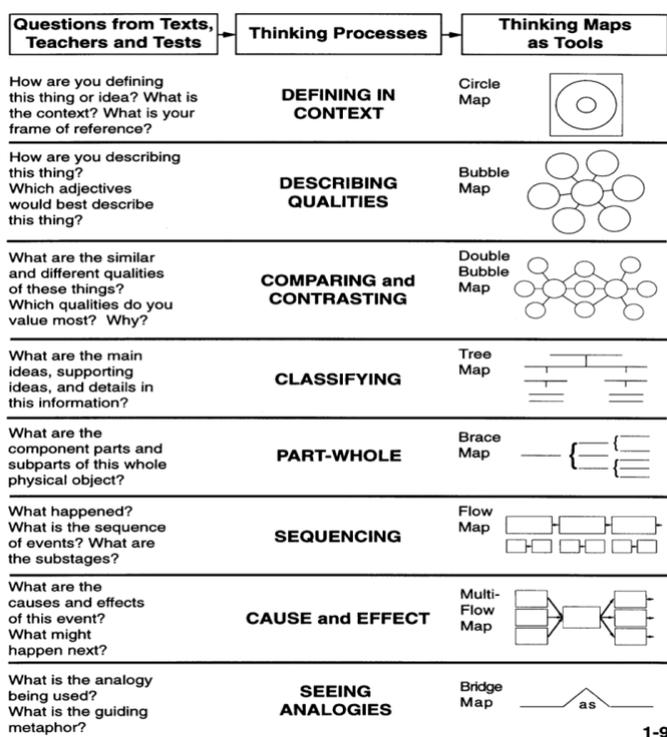 Questions from Texts,
Teachers and Tests
Thinking Processes
Thinking Maps
as Tools
How are you defining
this thing or idea? What is
the context? What is your
frame of reference?
DEFINING IN
CONTEXT
Circle
Map
How are you describing
this thing?
Which adjectives
would best describe
this thing?
DESCRIBING
QUALITIES
Bubble
Map
What are the similar
and different qualities
of these things?
Which qualities do you
value most? Why?
COMPARING and
CONTRASTING
Double
Bubble
Map
What are the main
ideas, supporting
ideas, and details in
this information?
CLASSIFYING
Tree
Map
What are the
component parts and
subparts of this whole
physical object?
PART-WHOLE
Brace
Map
What happened?
What is the sequence
of events? What are
the substages?
SEQUENCING
Flow
Map
What are the
causes and effects
of this event?
What might
happen next?
CAUSE and EFFECT
Multi-
Flow
Map
What is the analogy
being used?
What is the guiding
metaphor?
SEEING
ANALOGIES
Bridge
Map
as
1-9